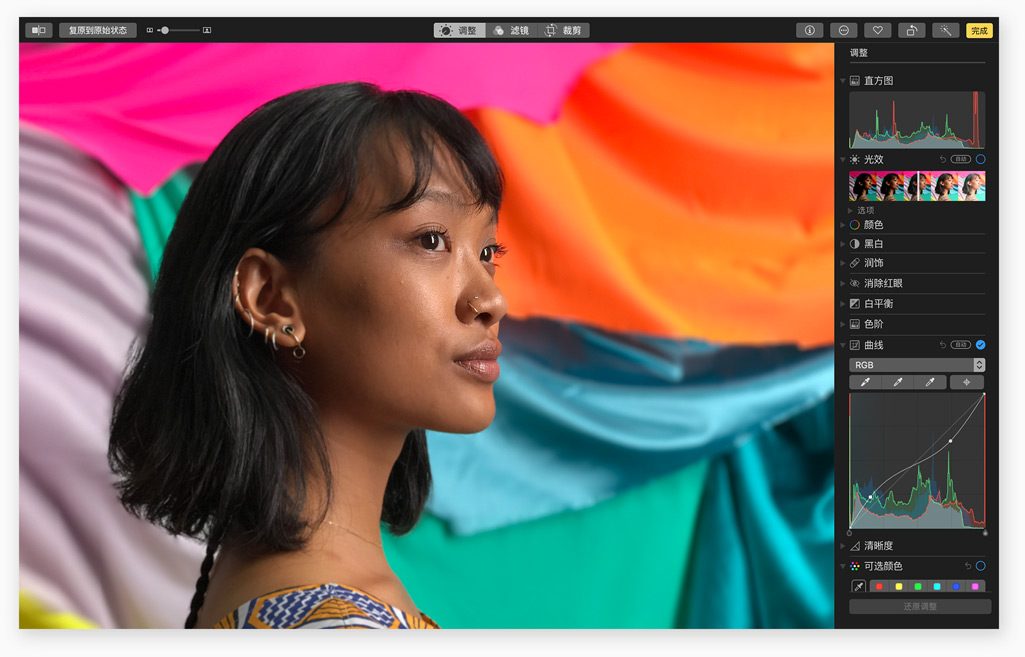 复原到原始状态
调整
滤镜
裁剪
完成
调整
直方图
光效
自动
选项
颜色
黑白
润饰
消除红眼
白平衡
色阶
曲线
自动
RGB
清晰度
可选颜色
还原调整